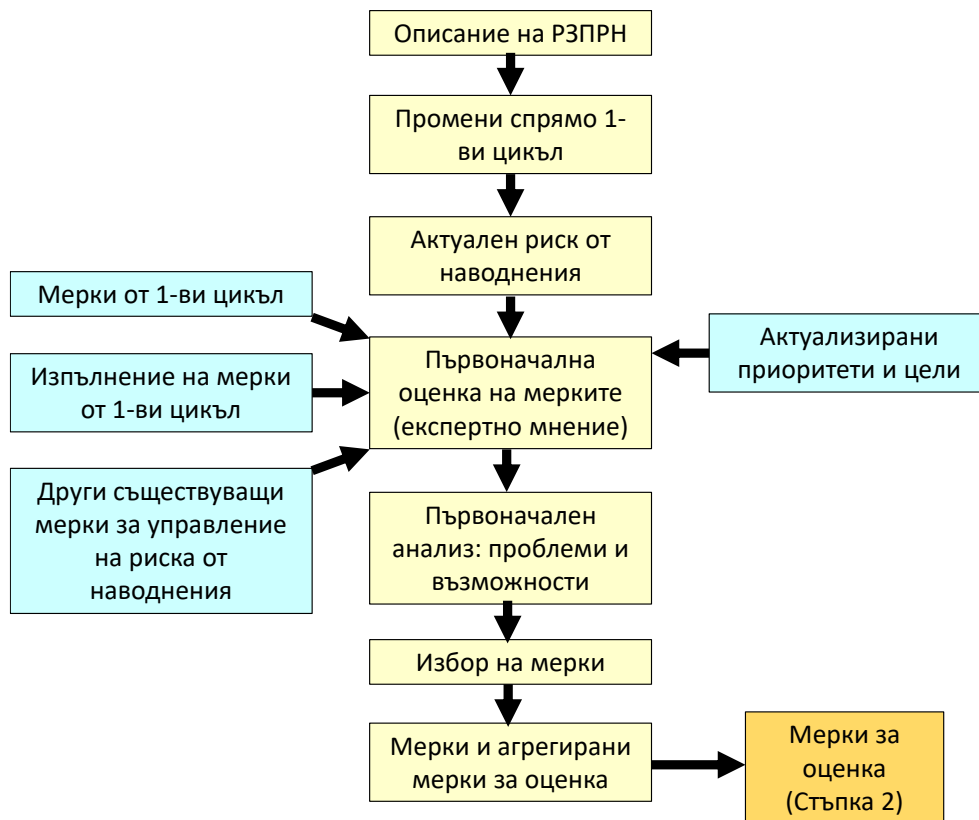 Описание на РЗПРН
Промени спрямо 1-
ви цикъл
Актуален риск от
наводнения
Мерки от 1-ви цикъл
Изпълнение на мерки
от 1-ви цикъл
Други съществуващи
мерки за управление
на риска от
наводнения
Първоначална
оценка на мерките
(експертно мнение)
Актуализирани
приоритети и цели
Първоначален
анализ: проблеми и
възможности
Избор на мерки
Мерки и агрегирани
мерки за оценка
Мерки за
оценка
(Стъпка 2)